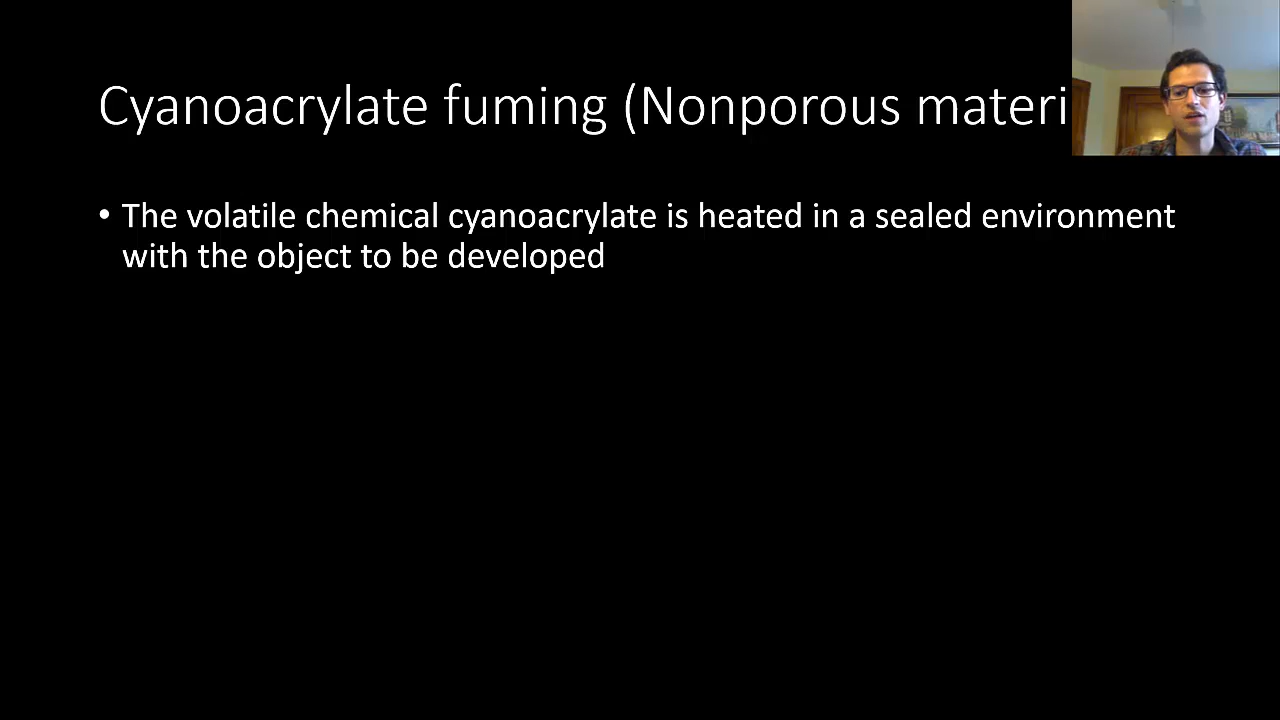 Cyanoacrylate fuming (Nonporous materi
• The volatile chemical cyanoacrylate is heated in a sealed environment
with the object to be developed